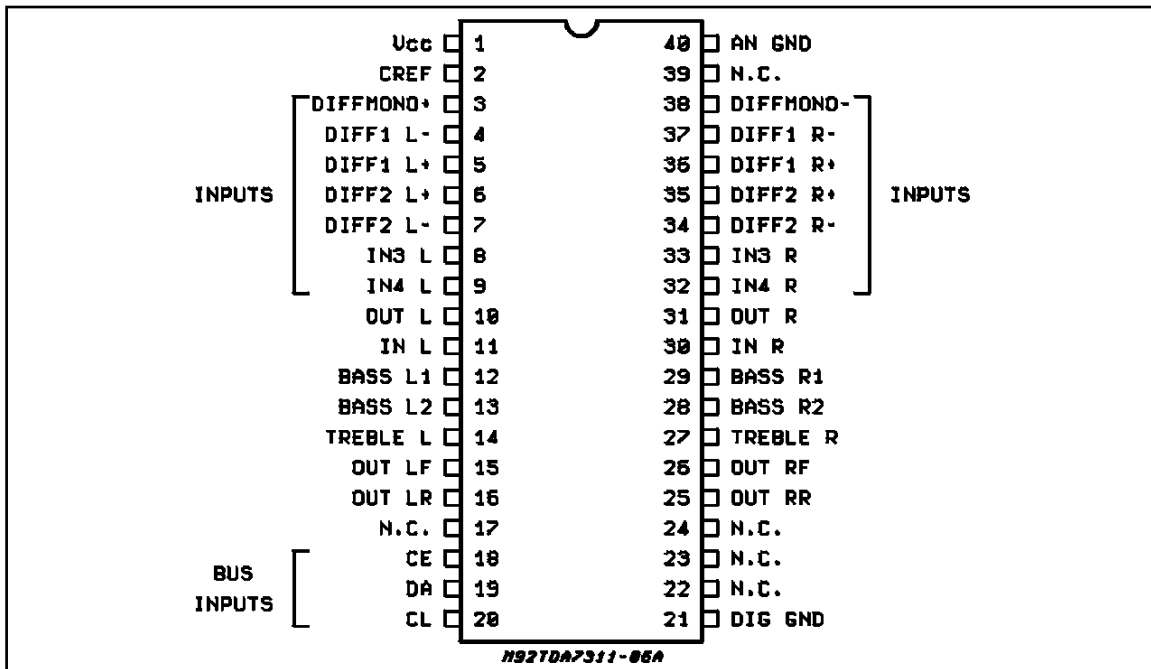 Vcc 1 40 AN GND
CREF 2 39 N.C.
DIFFMONO+ 3 38 DIFFMONO-
DIFF1 L- 4 37 DIFF1 R-
DIFF1 L+ 5 36 DIFF1 R+
INPUTS DIFF2 L+ 6 35 DIFF2 R+ INPUTS
DIFF2 L- 7 34 DIFF2 R-
IN3 L 8 33 IN3 R
IN4 L 9 32 IN4 R
OUT L 10 31 OUT R
IN L 11 30 IN R
BASS L1 12 29 BASS R1
BASS L2 13 28 BASS R2
TREBLE L 14 27 TREBLE R
OUT LF 15 26 OUT RF
OUT LR 16 25 OUT RR
N.C. 17 24 N.C.
CE 18 23 N.C.
BUS INPUTS DA 19 22 N.C.
CL 20 21 DIG GND
M92TDA7311-06A